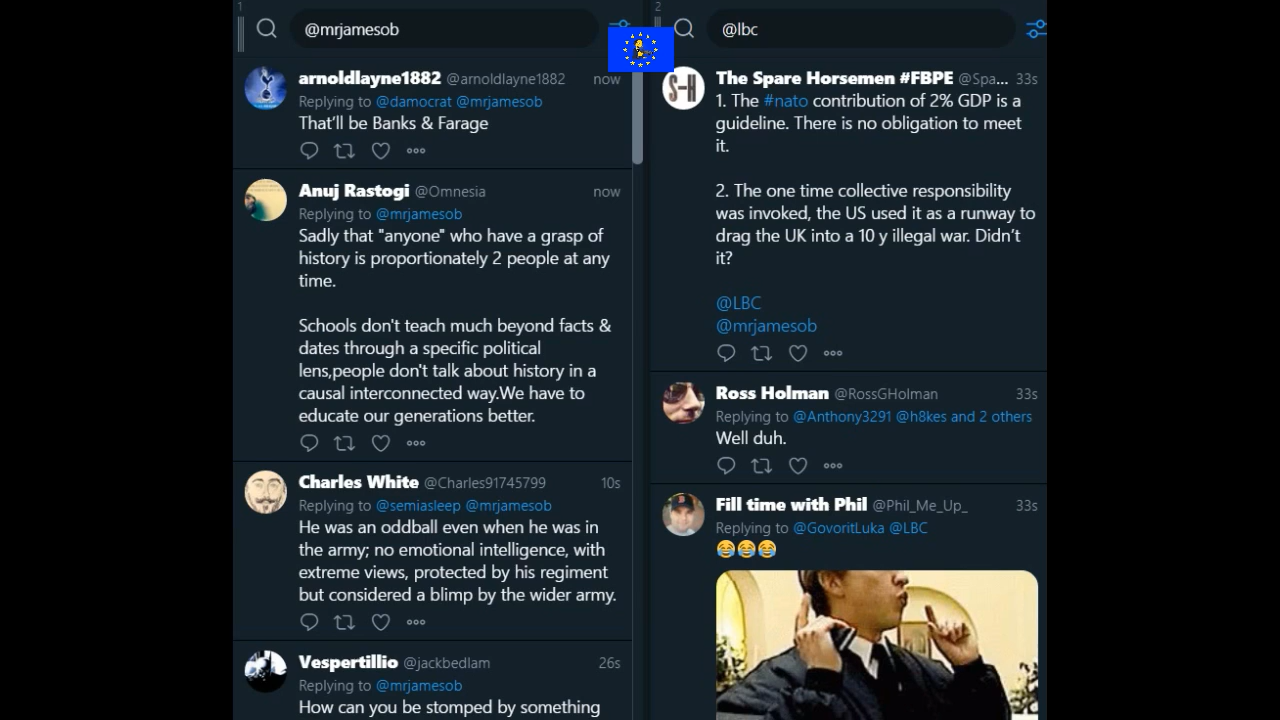 1
@mrjamesob
arnoldlayne1882 @arnoldlayne1882 now
Replying to @damocrat @mrjamesob
That’ll be Banks & Farage
Anuj Rastogi @Omnesia now
Replying to @mrjamesob
Sadly that "anyone" who have a grasp of
history is proportionately 2 people at any
time.
Schools don't teach much beyond facts &
dates through a specific political
lens,people don't talk about history in a
causal interconnected way.We have to
educate our generations better.
Charles White @Charles91745799 10s
Replying to @semiasleep @mrjamesob
He was an oddball even when he was in
the army; no emotional intelligence, with
extreme views, protected by his regiment
but considered a blimp by the wider army.
Vespertillio @jackbedlam 26s
Replying to @mrjamesob
How can you be stomped by something
2
@lbc
S-H
The Spare Horsemen #FBPE @Spa... 33s
1. The #nato contribution of 2% GDP is a
guideline. There is no obligation to meet
it.
2. The one time collective responsibility
was invoked, the US used it as a runway to
drag the UK into a 10 y illegal war. Didn’t
it?
@LBC
@mrjamesob
Ross Holman @RossGHolman 33s
Replying to @Anthony3291 @h8kes and 2 others
Well duh.
Fill time with Phil @Phil_Me_Up_ 33s
Replying to @GovoritLuka @LBC
😂😂😂